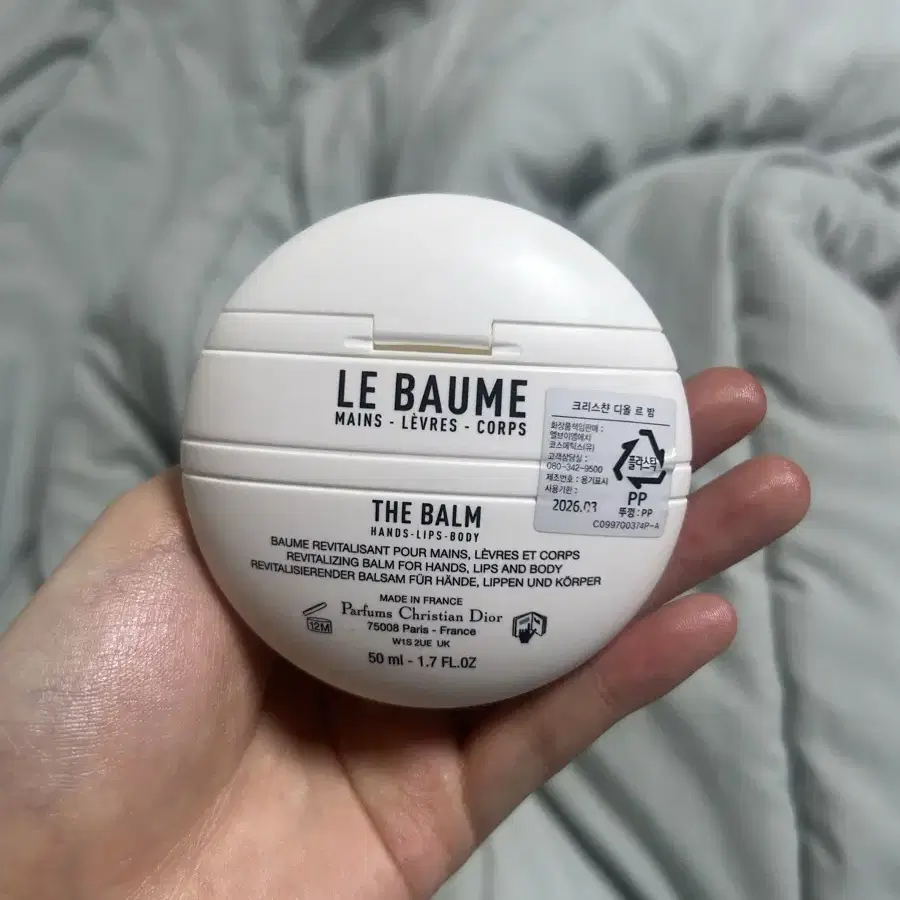 LE BAUME
MAINS - LÈVRES - CORPS
THE BALM
HANDS-LIPS-BODY
BAUME REVITALISANT POUR MAINS, LÈVRES ET CORPS
REVITALIZING BALM FOR HANDS, LIPS AND BODY
REVITALISIERENDER BALSAM FÜR HÄNDE, LIPPEN UND KÖRPER
MADE IN FRANCE
Parfums Christian Dior
75008 Paris - France
W1S 2UE UK
12M
50 ml - 1.7 FL.OZ
크리스챤 디올 르 밤
화장품책임판매 :
엘브이엠에치
코스메틱스(유)
고객상담실 :
080-342-9500
제조번호 : 용기표시
사용기한 :
2026.03
플라스틱
PP
뚜껑 : PP
C099700374P-A